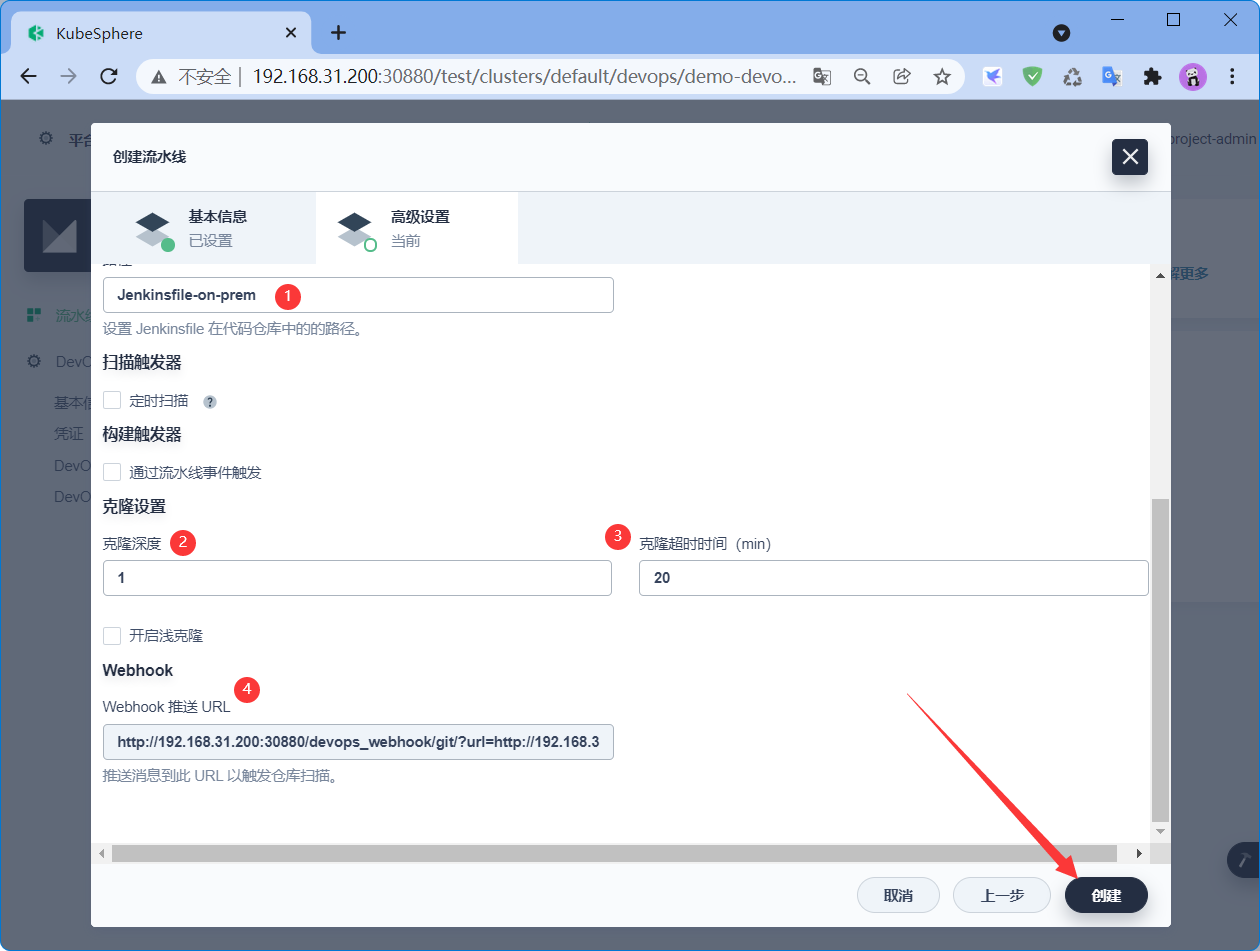 KubeSphere
不安全 | 192.168.31.200:30880/test/clusters/default/devops/demo-devo...
平台
project-admin
创建流水线
基本信息
已设置
高级设置
当前
解更多
Jenkinsfile-on-prem 1
设置 Jenkinsfile 在代码仓库中的的路径。
流水线
扫描触发器
DevO
定时扫描 ?
基本信
凭证
构建触发器
DevO
通过流水线事件触发
DevO
克隆设置
克隆深度 2
3 克隆超时时间 (min)
1
20
开启浅克隆
Webhook
4
Webhook 推送 URL
http://192.168.31.200:30880/devops_webhook/git/?url=http://192.168.3
推送消息到此 URL 以触发仓库扫描。
取消
上一步
创建